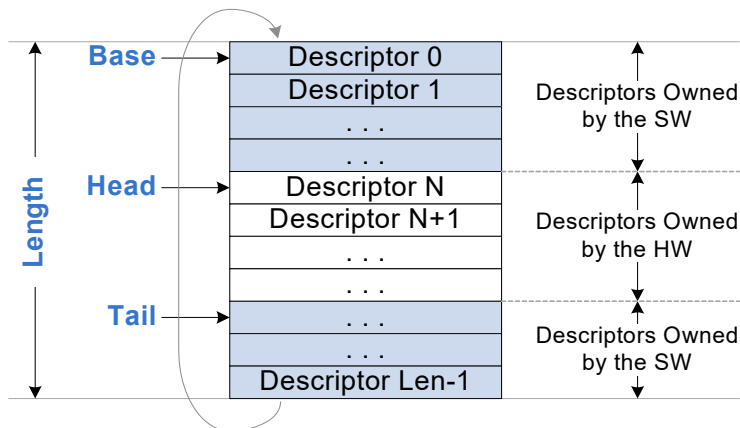 Base
Descriptor 0
Descriptor 1
. . .
. . .
Descriptors Owned
by the SW
Length
Head
Descriptor N
Descriptor N+1
. . .
. . .
Descriptors Owned
by the HW
Tail
. . .
. . .
Descriptor Len-1
Descriptors Owned
by the SW